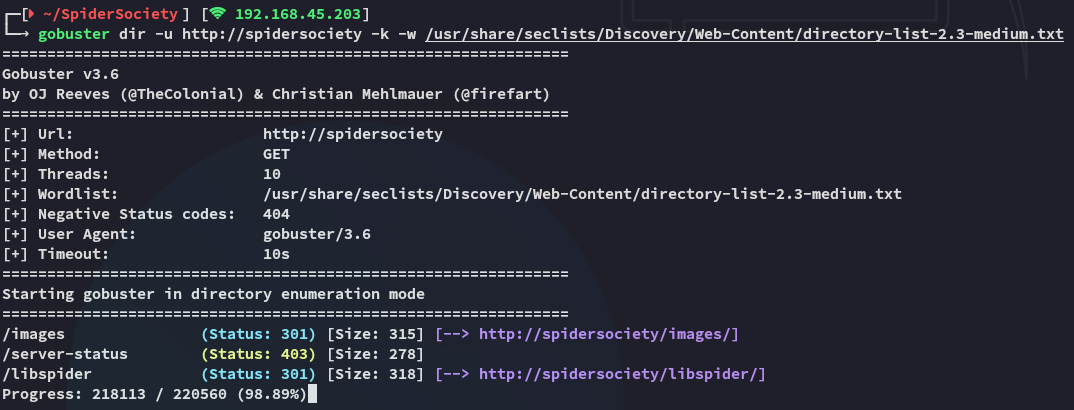 ~/SpiderSociety] [ 192.168.45.203]
gobuster dir -u http://spidersociety -k -w /usr/share/seclists/Discovery/Web-Content/directory-list-2.3-medium.txt
===============================================================
Gobuster v3.6
by OJ Reeves (@TheColonial) & Christian Mehlmauer (@firefart)
===============================================================
[+] Url:                     http://spidersociety
[+] Method:                  GET
[+] Threads:                 10
[+] Wordlist:                /usr/share/seclists/Discovery/Web-Content/directory-list-2.3-medium.txt
[+] Negative Status codes:   404
[+] User Agent:              gobuster/3.6
[+] Timeout:                 10s
===============================================================
Starting gobuster in directory enumeration mode
===============================================================
/images               (Status: 301) [Size: 315] [--> http://spidersociety/images/]
/server-status        (Status: 403) [Size: 278]
/libspider            (Status: 301) [Size: 318] [--> http://spidersociety/libspider/]
Progress: 218113 / 220560 (98.89%)